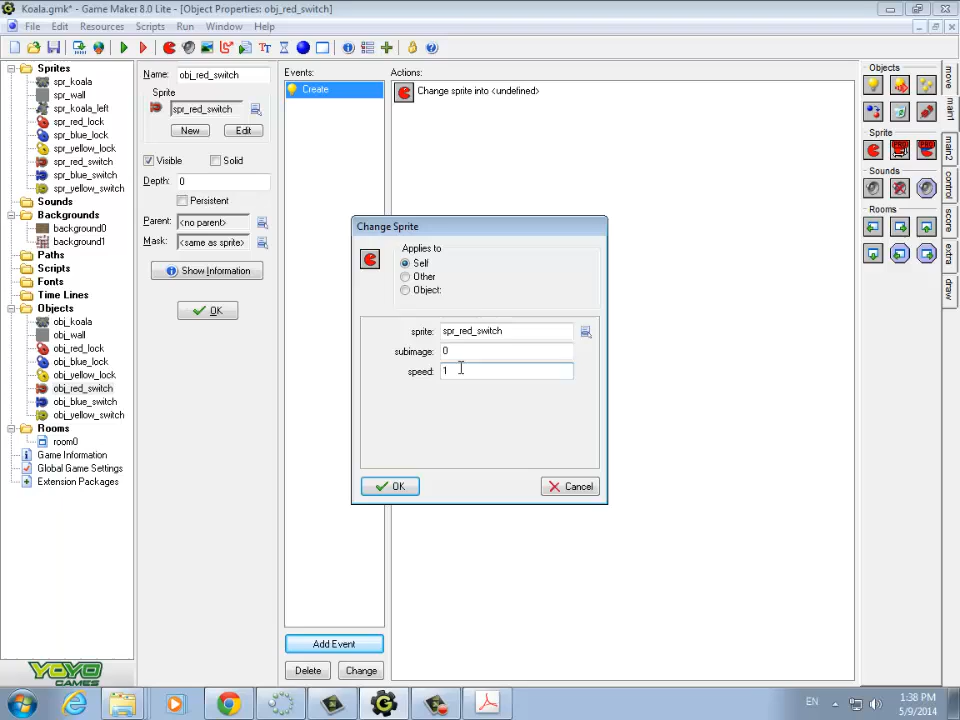 Koala.gmk* - Game Maker 8.0 Lite - [Object Properties: obj_red_switch]
File Edit Resources Scripts Run Window Help
Sprites
spr_koala
spr_wall
spr_koala_left
spr_red_lock
spr_blue_lock
spr_yellow_lock
spr_red_switch
spr_blue_switch
spr_yellow_switch
Sounds
Backgrounds
background0
background1
Paths
Scripts
Fonts
Time Lines
Objects
obj_koala
obj_wall
obj_red_lock
obj_blue_lock
obj_yellow_lock
obj_red_switch
obj_blue_switch
obj_yellow_switch
Rooms
room0
Game Information
Global Game Settings
Extension Packages
YOYO
GAMES
Name: obj_red_switch
Sprite
spr_red_switch
New Edit
Visible Solid
Depth: 0
Persistent
Parent: <no parent>
Mask: <same as sprite>
Show Information
OK
Events:
Create
Add Event
Delete Change
Actions:
Change sprite into <undefined>
Change Sprite
Applies to
Self
Other
Object:
sprite: spr_red_switch
subimage: 0
speed: 1
OK Cancel
Objects
Sprite
PRO PRO
Sounds
Rooms
move
main1
main2
control
score
extra
draw
EN
1:38 PM
5/9/2014